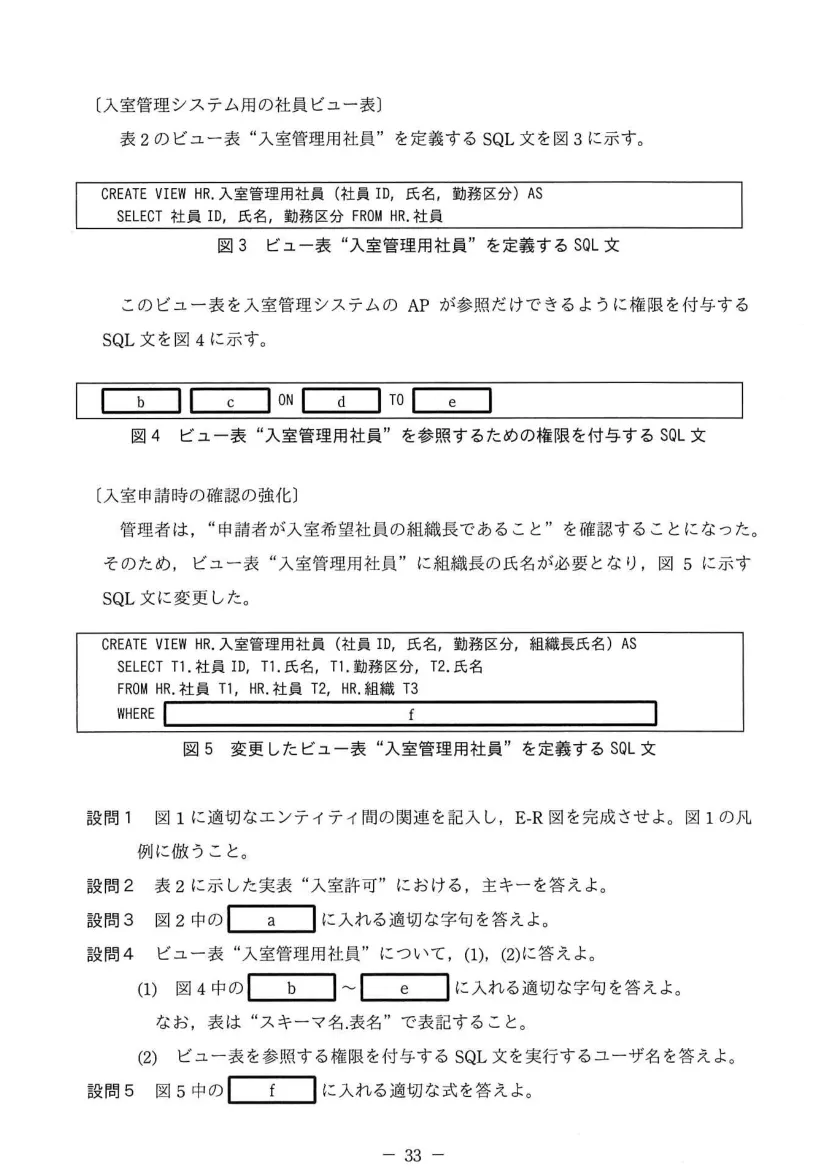 〔入室管理システム用の社員ビュー表〕
表2のビュー表“入室管理用社員”を定義するSQL文を図3に示す。
CREATE VIEW HR.入室管理用社員（社員ID, 氏名, 勤務区分）AS
SELECT 社員ID, 氏名, 勤務区分 FROM HR.社員
図3 ビュー表“入室管理用社員”を定義するSQL文
このビュー表を入室管理システムの AP が参照だけできるように権限を付与する
SQL文を図4に示す。
b c ON d TO e
図4 ビュー表“入室管理用社員”を参照するための権限を付与するSQL文
〔入室申請時の確認の強化〕
管理者は，“申請者が入室希望社員の組織長であること”を確認することになった。
そのため，ビュー表“入室管理用社員”に組織長の氏名が必要となり，図5に示す
SQL文に変更した。
CREATE VIEW HR.入室管理用社員（社員ID, 氏名, 勤務区分, 組織長氏名）AS
SELECT T1.社員ID, T1.氏名, T1.勤務区分, T2.氏名
FROM HR.社員 T1, HR.社員 T2, HR.組織 T3
WHERE f
図5 変更したビュー表“入室管理用社員”を定義するSQL文
設問1 図1に適切なエンティティ間の関連を記入し，E-R図を完成させよ。図1の凡
例に倣うこと。
設問2 表2に示した実表“入室許可”における，主キーを答えよ。
設問3 図2中の a に入れる適切な字句を答えよ。
設問4 ビュー表“入室管理用社員”について，(1)，(2)に答えよ。
(1) 図4中の b ～ e に入れる適切な字句を答えよ。
なお，表は“スキーマ名.表名”で表記すること。
(2) ビュー表を参照する権限を付与するSQL文を実行するユーザ名を答えよ。
設問5 図5中の f に入れる適切な式を答えよ。
－ 33 －